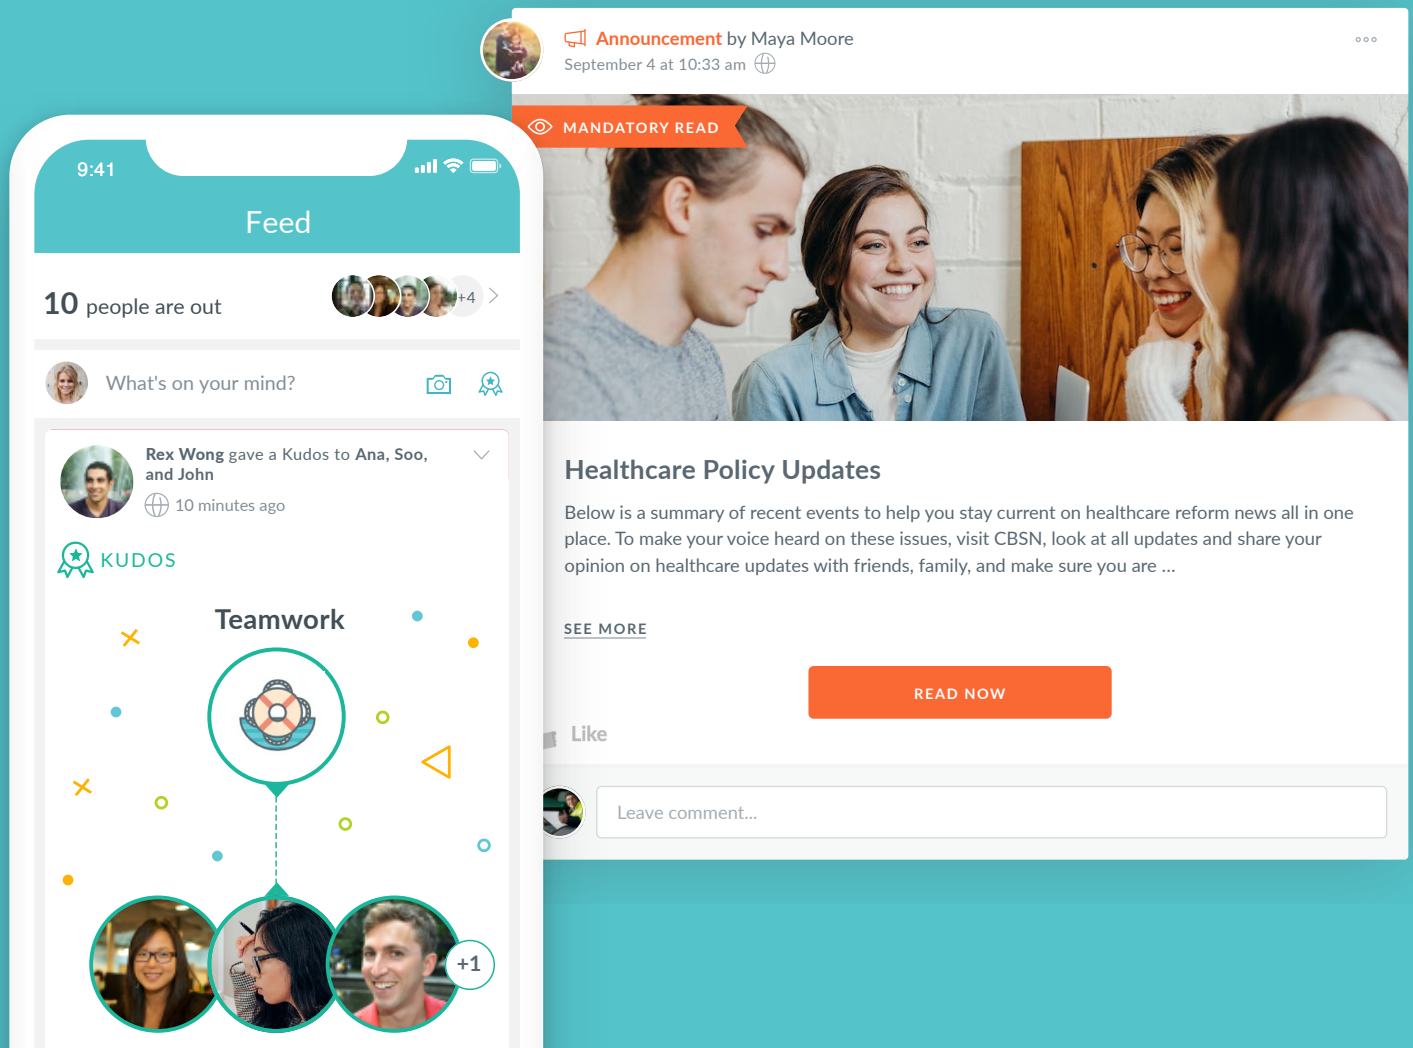 Announcement by Maya Moore
September 4 at 10:33 am
MANDATORY READ
Healthcare Policy Updates
Below is a summary of recent events to help you stay current on healthcare reform news all in one
place. To make your voice heard on these issues, visit CBSN, look at all updates and share your
opinion on healthcare updates with friends, family, and make sure you are ...
SEE MORE
READ NOW
Like
Leave comment...
9:41
Feed
10 people are out
+4
What's on your mind?
Rex Wong gave a Kudos to Ana, Soo,
and John
10 minutes ago
KUDOS
Teamwork
+1